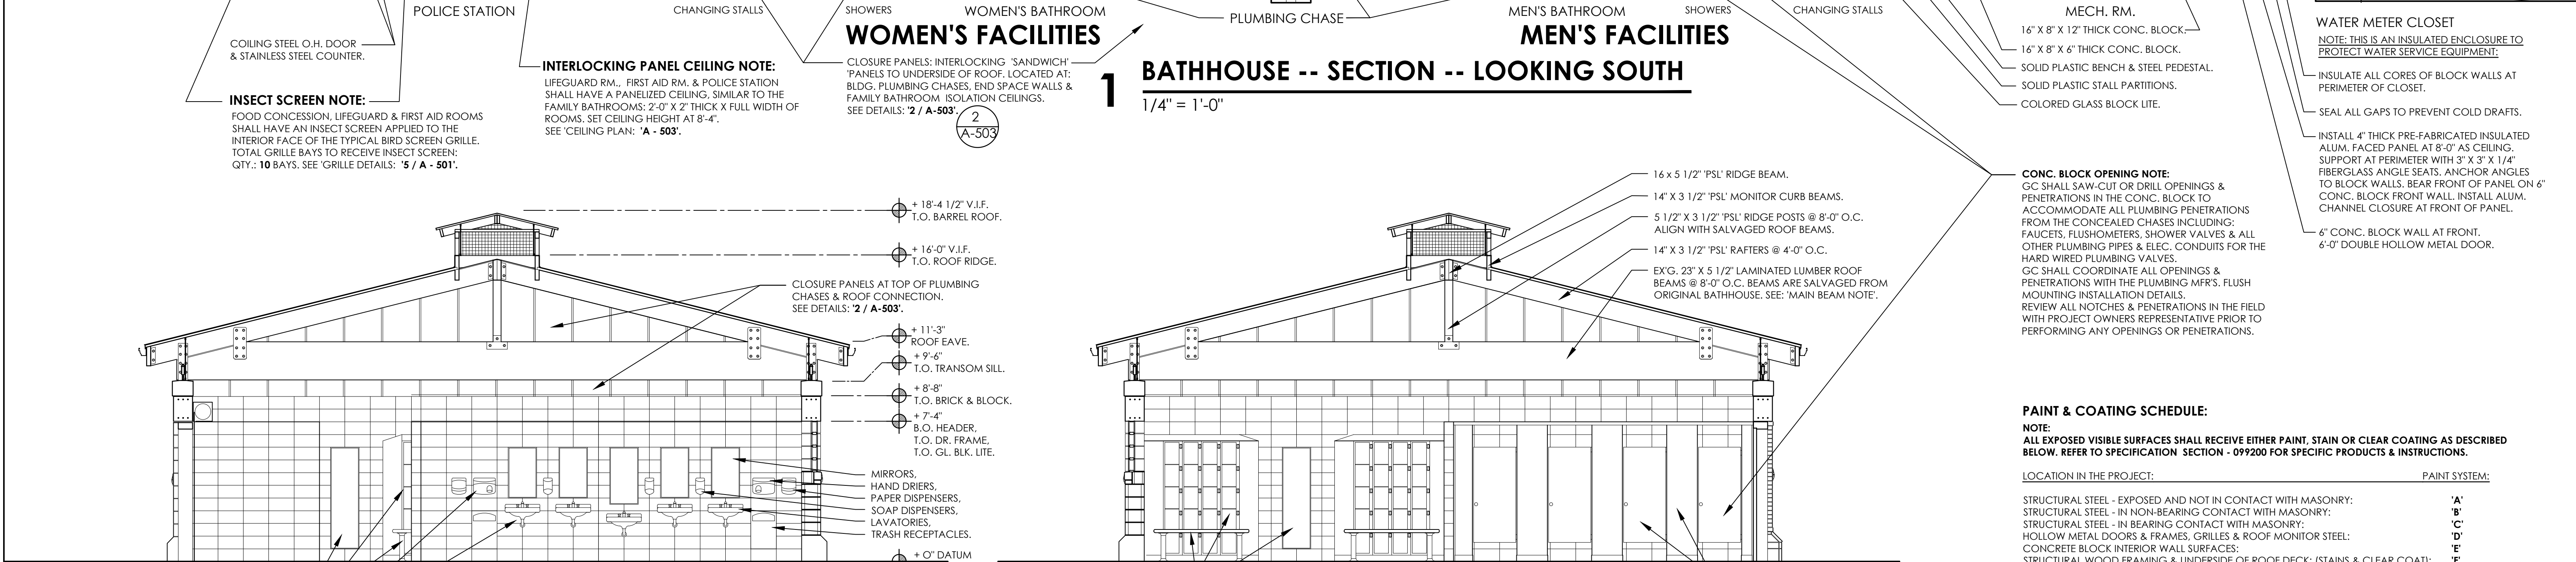 POLICE STATION
CHANGING STALLS
SHOWERS
WOMEN'S BATHROOM
PLUMBING CHASE
MEN'S BATHROOM
SHOWERS
CHANGING STALLS
MECH. RM.
WOMEN'S FACILITIES
MEN'S FACILITIES
COILING STEEL O.H. DOOR
& STAINLESS STEEL COUNTER.
INSECT SCREEN NOTE:
FOOD CONCESSION, LIFEGUARD & FIRST AID ROOMS
SHALL HAVE AN INSECT SCREEN APPLIED TO THE
INTERIOR FACE OF THE TYPICAL BIRD SCREEN GRILLE.
TOTAL GRILLE BAYS TO RECEIVE INSECT SCREEN:
QTY.: 10 BAYS. SEE 'GRILLE DETAILS: '5 / A - 501'.
INTERLOCKING PANEL CEILING NOTE:
LIFEGUARD RM., FIRST AID RM. & POLICE STATION
SHALL HAVE A PANELIZED CEILING, SIMILAR TO THE
FAMILY BATHROOMS: 2'-0" X 2" THICK X FULL WIDTH OF
ROOMS. SET CEILING HEIGHT AT 8'-4".
SEE 'CEILING PLAN: 'A - 503'.
CLOSURE PANELS: INTERLOCKING 'SANDWICH'
'PANELS TO UNDERSIDE OF ROOF. LOCATED AT:
BLDG. PLUMBING CHASES, END SPACE WALLS &
FAMILY BATHROOM ISOLATION CEILINGS.
SEE DETAILS: '2 / A-503'.
2
A-503
1
BATHHOUSE -- SECTION -- LOOKING SOUTH
1/4" = 1'-0"
16" X 8" X 12" THICK CONC. BLOCK.
16" X 8" X 6" THICK CONC. BLOCK.
SOLID PLASTIC BENCH & STEEL PEDESTAL.
SOLID PLASTIC STALL PARTITIONS.
COLORED GLASS BLOCK LITE.
WATER METER CLOSET
NOTE: THIS IS AN INSULATED ENCLOSURE TO
PROTECT WATER SERVICE EQUIPMENT:
INSULATE ALL CORES OF BLOCK WALLS AT
PERIMETER OF CLOSET.
SEAL ALL GAPS TO PREVENT COLD DRAFTS.
INSTALL 4" THICK PRE-FABRICATED INSULATED
ALUM. FACED PANEL AT 8'-0" AS CEILING.
SUPPORT AT PERIMETER WITH 3" X 3" X 1/4"
FIBERGLASS ANGLE SEATS. ANCHOR ANGLES
TO BLOCK WALLS. BEAR FRONT OF PANEL ON 6"
CONC. BLOCK FRONT WALL. INSTALL ALUM.
CHANNEL CLOSURE AT FRONT OF PANEL.
6" CONC. BLOCK WALL AT FRONT.
6'-0" DOUBLE HOLLOW METAL DOOR.
+ 18'-4 1/2" V.I.F.
T.O. BARREL ROOF.
+ 16'-0" V.I.F.
T.O. ROOF RIDGE.
CLOSURE PANELS AT TOP OF PLUMBING
CHASES & ROOF CONNECTION.
SEE DETAILS: '2 / A-503'.
+ 11'-3"
ROOF EAVE.
+ 9'-6"
T.O. TRANSOM SILL.
+ 8'-8"
T.O. BRICK & BLOCK.
+ 7'-4"
B.O. HEADER,
T.O. DR. FRAME,
T.O. GL. BLK. LITE.
MIRRORS,
HAND DRIERS,
PAPER DISPENSERS,
SOAP DISPENSERS,
LAVATORIES,
TRASH RECEPTACLES.
+ O" DATUM
16 x 5 1/2" 'PSL' RIDGE BEAM.
14" X 3 1/2" 'PSL' MONITOR CURB BEAMS.
5 1/2" X 3 1/2" 'PSL' RIDGE POSTS @ 8'-0" O.C.
ALIGN WITH SALVAGED ROOF BEAMS.
14" X 3 1/2" 'PSL' RAFTERS @ 4'-0" O.C.
EX'G. 23" X 5 1/2" LAMINATED LUMBER ROOF
BEAMS @ 8'-0" O.C. BEAMS ARE SALVAGED FROM
ORIGINAL BATHHOUSE. SEE: 'MAIN BEAM NOTE'.
CONC. BLOCK OPENING NOTE:
GC SHALL SAW-CUT OR DRILL OPENINGS &
PENETRATIONS IN THE CONC. BLOCK TO
ACCOMMODATE ALL PLUMBING PENETRATIONS
FROM THE CONCEALED CHASES INCLUDING:
FAUCETS, FLUSHOMETERS, SHOWER VALVES & ALL
OTHER PLUMBING PIPES & ELEC. CONDUITS FOR THE
HARD WIRED PLUMBING VALVES.
GC SHALL COORDINATE ALL OPENINGS &
PENETRATIONS WITH THE PLUMBING MFR'S. FLUSH
MOUNTING INSTALLATION DETAILS.
REVIEW ALL NOTCHES & PENETRATIONS IN THE FIELD
WITH PROJECT OWNERS REPRESENTATIVE PRIOR TO
PERFORMING ANY OPENINGS OR PENETRATIONS.
PAINT & COATING SCHEDULE:
NOTE:
ALL EXPOSED VISIBLE SURFACES SHALL RECEIVE EITHER PAINT, STAIN OR CLEAR COATING AS DESCRIBED
BELOW. REFER TO SPECIFICATION SECTION - 099200 FOR SPECIFIC PRODUCTS & INSTRUCTIONS.
LOCATION IN THE PROJECT: PAINT SYSTEM:
STRUCTURAL STEEL - EXPOSED AND NOT IN CONTACT WITH MASONRY: 'A'
STRUCTURAL STEEL - IN NON-BEARING CONTACT WITH MASONRY: 'B'
STRUCTURAL STEEL - IN BEARING CONTACT WITH MASONRY: 'C'
HOLLOW METAL DOORS & FRAMES, GRILLES & ROOF MONITOR STEEL: 'D'
CONCRETE BLOCK INTERIOR WALL SURFACES: 'E'
STRUCTURAL WOOD FRAMING & UNDERSIDE OF ROOF DECK: (STAINS & CLEAR COAT): 'F'